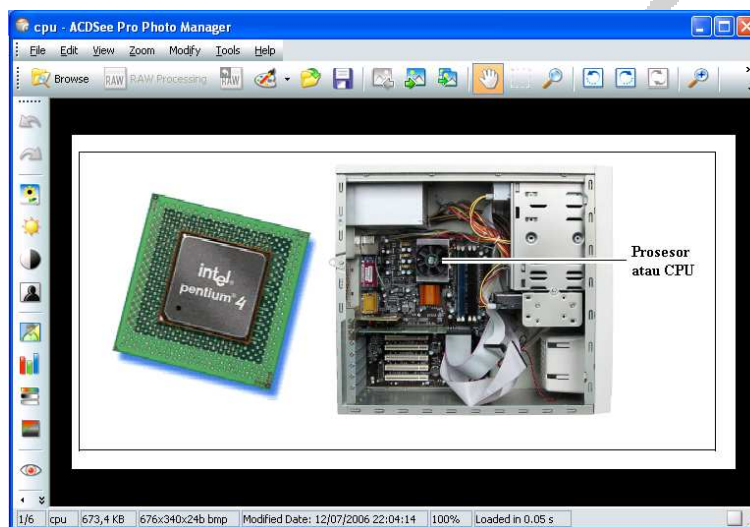 cpu - ACDSee Pro Photo Manager
File Edit View Zoom Modify Tools Help
Browse RAW RAW Processing RAW
intel
pentium 4
Prosesor
atau CPU
1/6 cpu 673,4 KB 676x340x24b bmp Modified Date: 12/07/2006 22:04:14 100% Loaded in 0.05 s